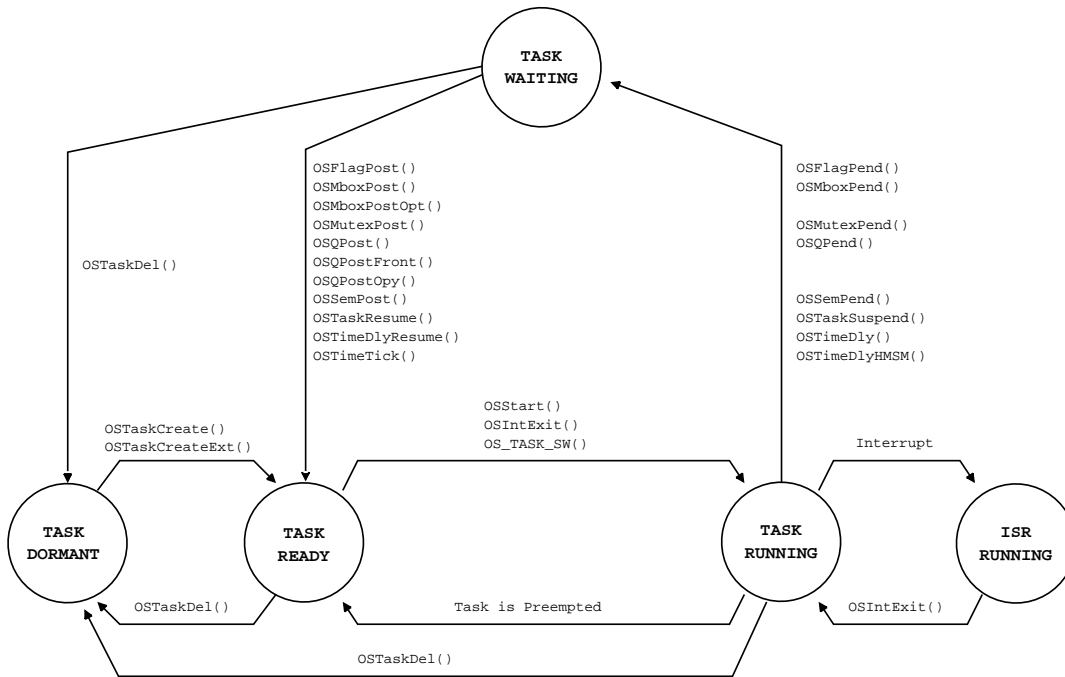 TASK
WAITING
OSFlagPost()
OSMboxPost()
OSMboxPostOpt()
OSMutexPost()
OSQPost()
OSQPostFront()
OSQPostOpy()
OSSemPost()
OSTaskResume()
OSTimeDlyResume()
OSTimeTick()
OSFlagPend()
OSMboxPend()
OSMutexPend()
OSQPend()
OSSemPend()
OSTaskSuspend()
OSTimeDly()
OSTimeDlyHMSM()
OSTaskDel()
OSTaskCreate()
OSTaskCreateExt()
OSStart()
OSIntExit()
OS_TASK_SW()
Interrupt
TASK
DORMANT
TASK
READY
TASK
RUNNING
ISR
RUNNING
OSTaskDel()
Task is Preempted
OSIntExit()
OSTaskDel()